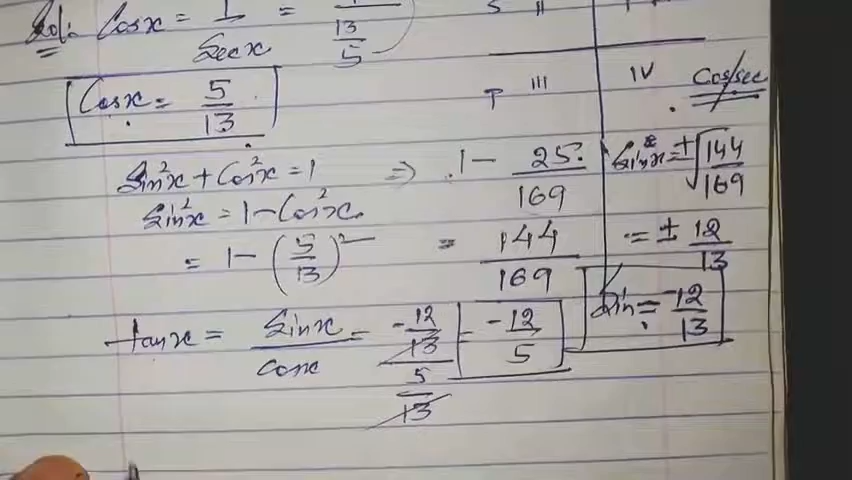 Sol: Cosx = 1/Secx = 1/(13/5)
S II
Cosx = 5/13
T III IV Cos/sec
Sin²x + Cos²x = 1 ⇒ 1 - 25/169 Sinx = ±√144/169
Sin²x = 1 - Cos²x
= 1 - (5/13)² = 144/169 = ± 12/13
Sin = -12/13
tanx = Sinx/cosx = (-12/13)/(5/13) = -12/5